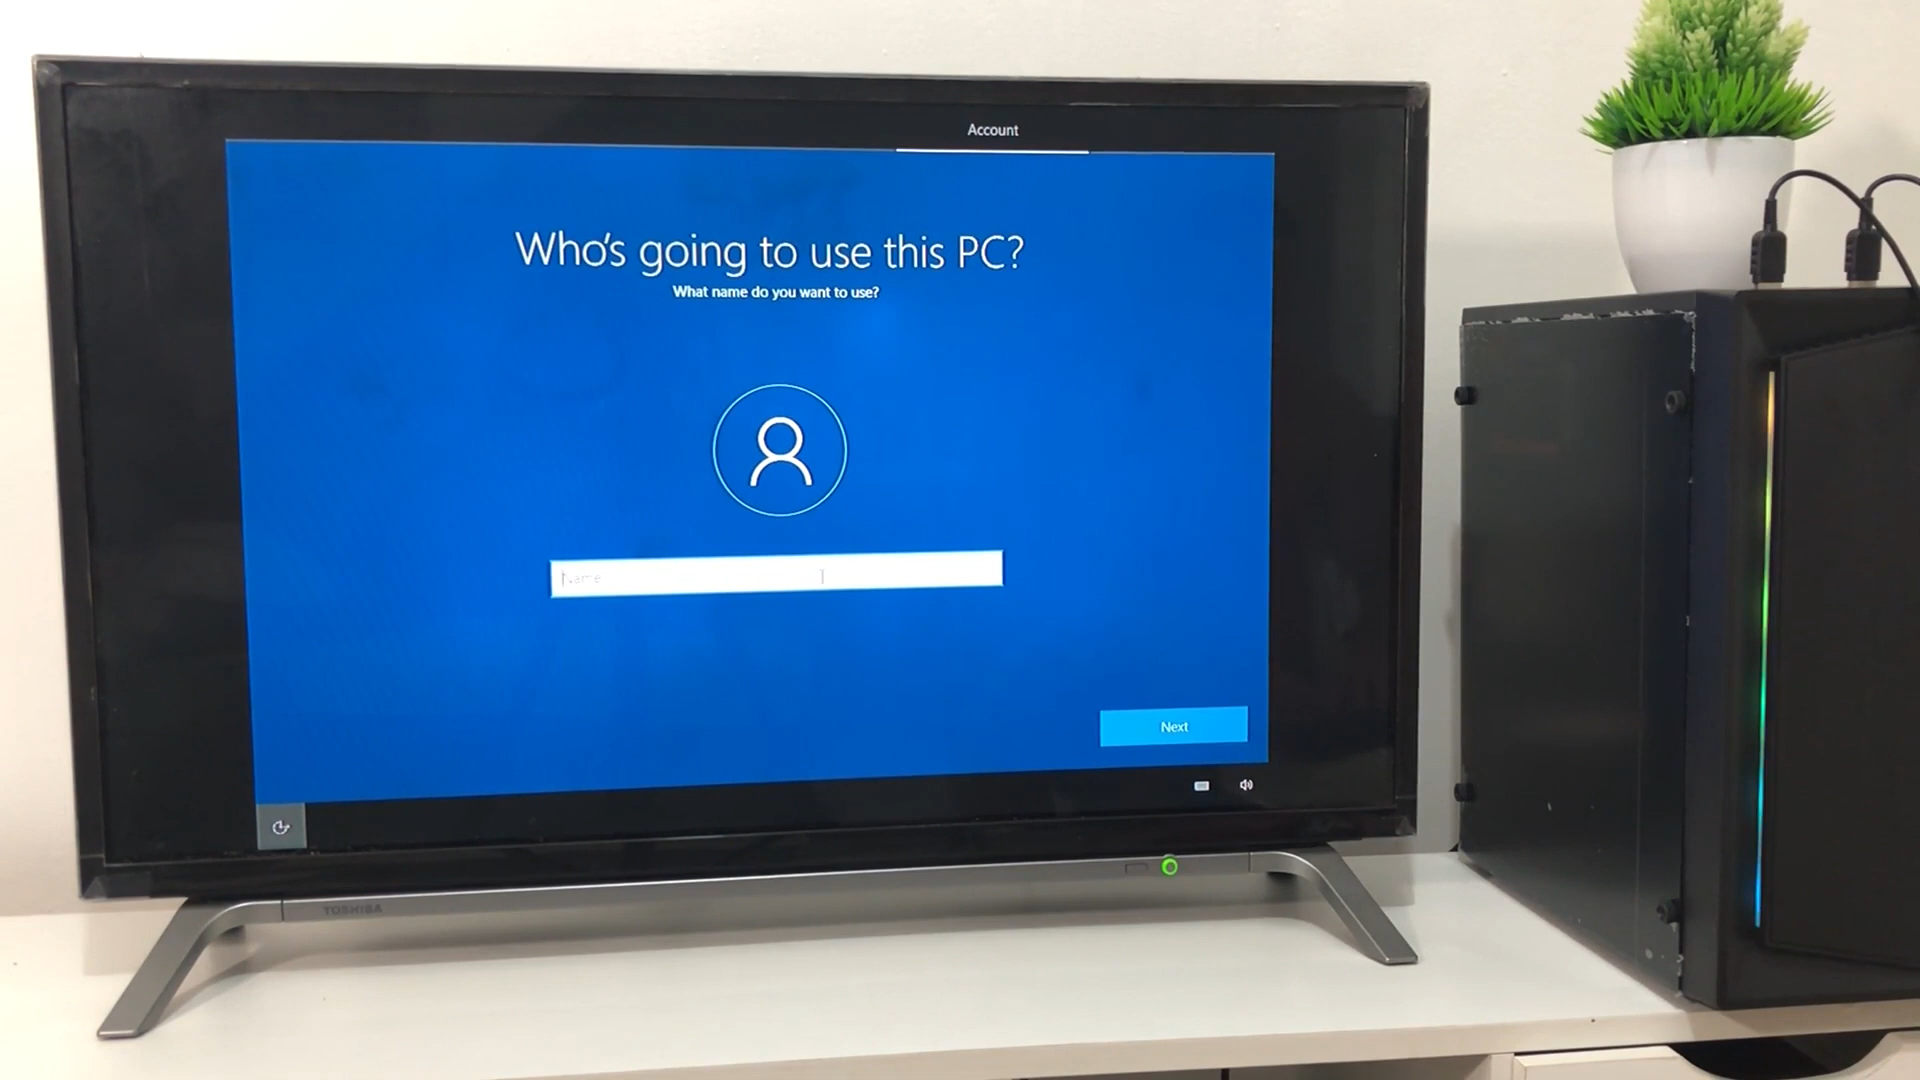 Account
Who's going to use this PC?
What name do you want to use?
Name
Next
TOSHIBA